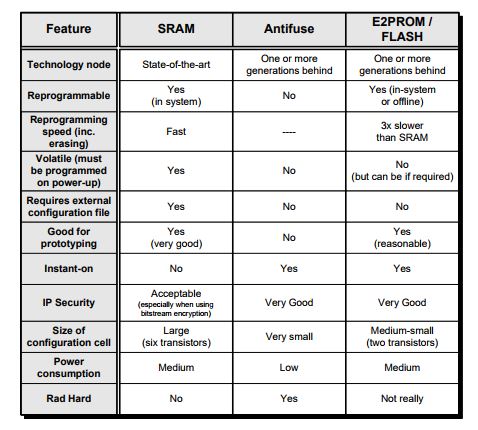 Feature
SRAM
Antifuse
E2PROM /
FLASH
Technology node
State-of-the-art
One or more
generations behind
One or more
generations behind
Reprogrammable
Yes
(in system)
No
Yes (in-system
or offline)
Reprogramming
speed (inc.
erasing)
Fast
----
3x slower
than SRAM
Volatile (must
be programmed
on power-up)
Yes
No
No
(but can be if required)
Requires external
configuration file
Yes
No
No
Good for
prototyping
Yes
(very good)
No
Yes
(reasonable)
Instant-on
No
Yes
Yes
IP Security
Acceptable
(especially when using
bitstream encryption)
Very Good
Very Good
Size of
configuration cell
Large
(six transistors)
Very small
Medium-small
(two transistors)
Power
consumption
Medium
Low
Medium
Rad Hard
No
Yes
Not really